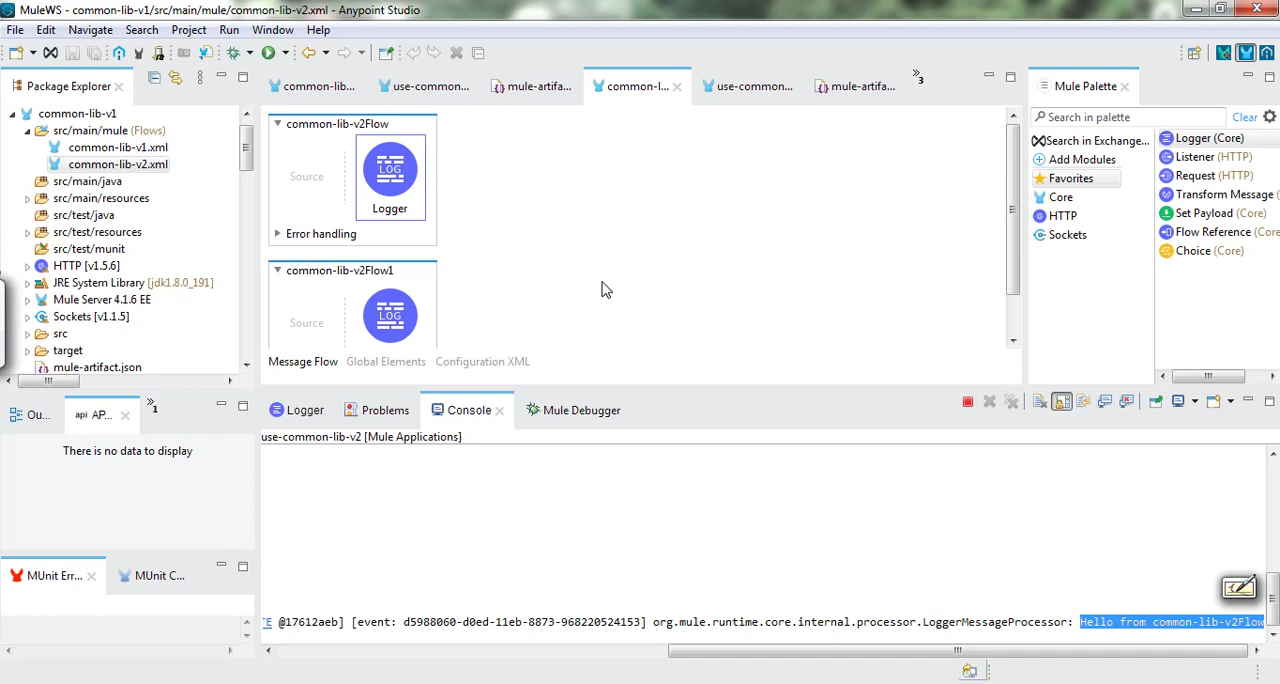 MuleWS - common-lib-v1/src/main/mule/common-lib-v2.xml - Anypoint Studio
File Edit Navigate Search Project Run Window Help
Package Explorer
common-lib...
use-common...
mule-artifa...
common-l...
use-common...
mule-artifa...
3
Mule Palette
common-lib-v1
src/main/mule (Flows)
common-lib-v1.xml
common-lib-v2.xml
src/main/java
src/main/resources
src/test/java
src/test/resources
src/test/munit
HTTP [v1.5.6]
JRE System Library [jdk1.8.0_191]
Mule Server 4.1.6 EE
Sockets [v1.1.5]
src
target
mule-artifact.json
common-lib-v2Flow
Source
LOG
Logger
Error handling
common-lib-v2Flow1
Source
LOG
Message Flow Global Elements Configuration XML
Search in palette
Clear
Search in Exchange...
Add Modules
Favorites
Core
HTTP
Sockets
Logger (Core)
Listener (HTTP)
Request (HTTP)
Transform Message
Set Payload (Core)
Flow Reference (Core
Choice (Core)
Ou...
api AP...
1
There is no data to display
MUnit Err...
MUnit C...
Logger
Problems
Console
Mule Debugger
use-common-lib-v2 [Mule Applications]
TE @17612aeb] [event: d5988060-d0ed-11eb-8873-968220524153] org.mule.runtime.core.internal.processor.LoggerMessageProcessor: Hello from common-lib-v2Flow